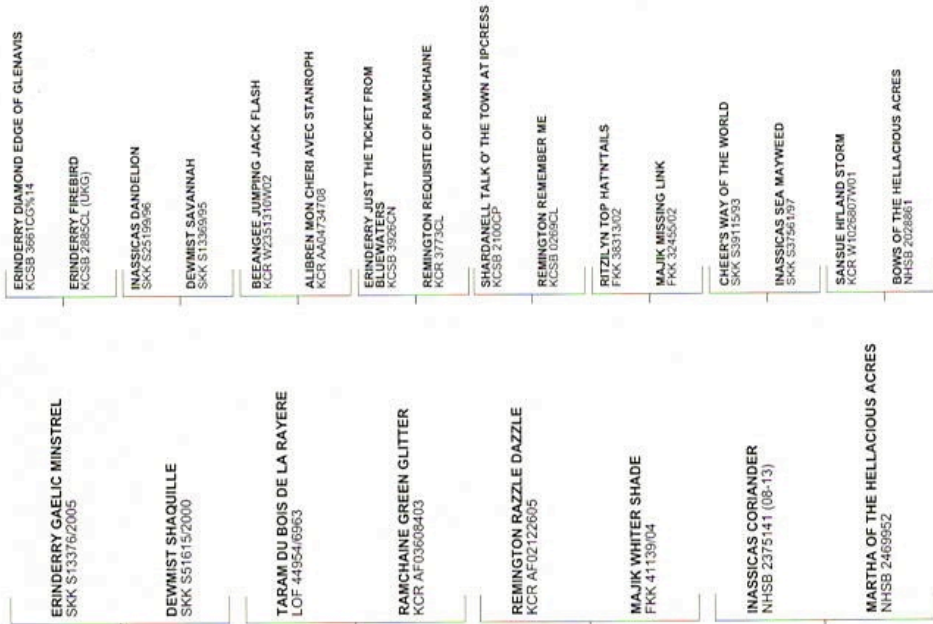 ERINDERRY GAELIC MINSTREL
SKK S13376/2005
DEWMIST SHAQUILLE
SKK S51615/2000
TARAM DU BOIS DE LA RAYERE
LOF 44954/6963
RAMCHAINE GREEN GLITTER
KCR AF03608403
REMINGTON RAZZLE DAZZLE
KCR AF02122605
MAJIK WHITER SHADE
FKK 41139/04
INASSICAS CORIANDER
NHSB 2375141 (08-13)
MARTHA OF THE HELLACIOUS ACRES
NHSB 2469952
ERINDERRY DIAMOND EDGE OF GLENAVIS
KCSB 5661CG%14
ERINDERRY FIREBIRD
KCSB 2885CL (UKG)
INASSICAS DANDELION
SKK S25199/96
DEWMIST SAVANNAH
SKK S13369/95
BEEANGEE JUMPING JACK FLASH
KCR W2351310W02
ALIBREN MON CHERI AVEC STANROPH
KCR AA04734708
ERINDERRY JUST THE TICKET FROM
BLUEWATERS
KCSB 3926CN
REMINGTON REQUISITE OF RAMCHAINE
KCR 3773CL
SHARDANELL TALK O' THE TOWN AT IPCRESS
KCSB 2100CP
REMINGTON REMEMBER ME
KCSB 0269CL
RITZILYN TOP HAT'N'TAILS
FKK 38313/02
MAJIK MISSING LINK
FKK 32455/02
CHEER'S WAY OF THE WORLD
SKK S39115/93
INASSICAS SEA MAYWEED
SKK S37561/97
SANSUE HI'LAND STORM
KCR W1026807W01
BOWS OF THE HELLACIOUS ACRES
NHSB 2028861